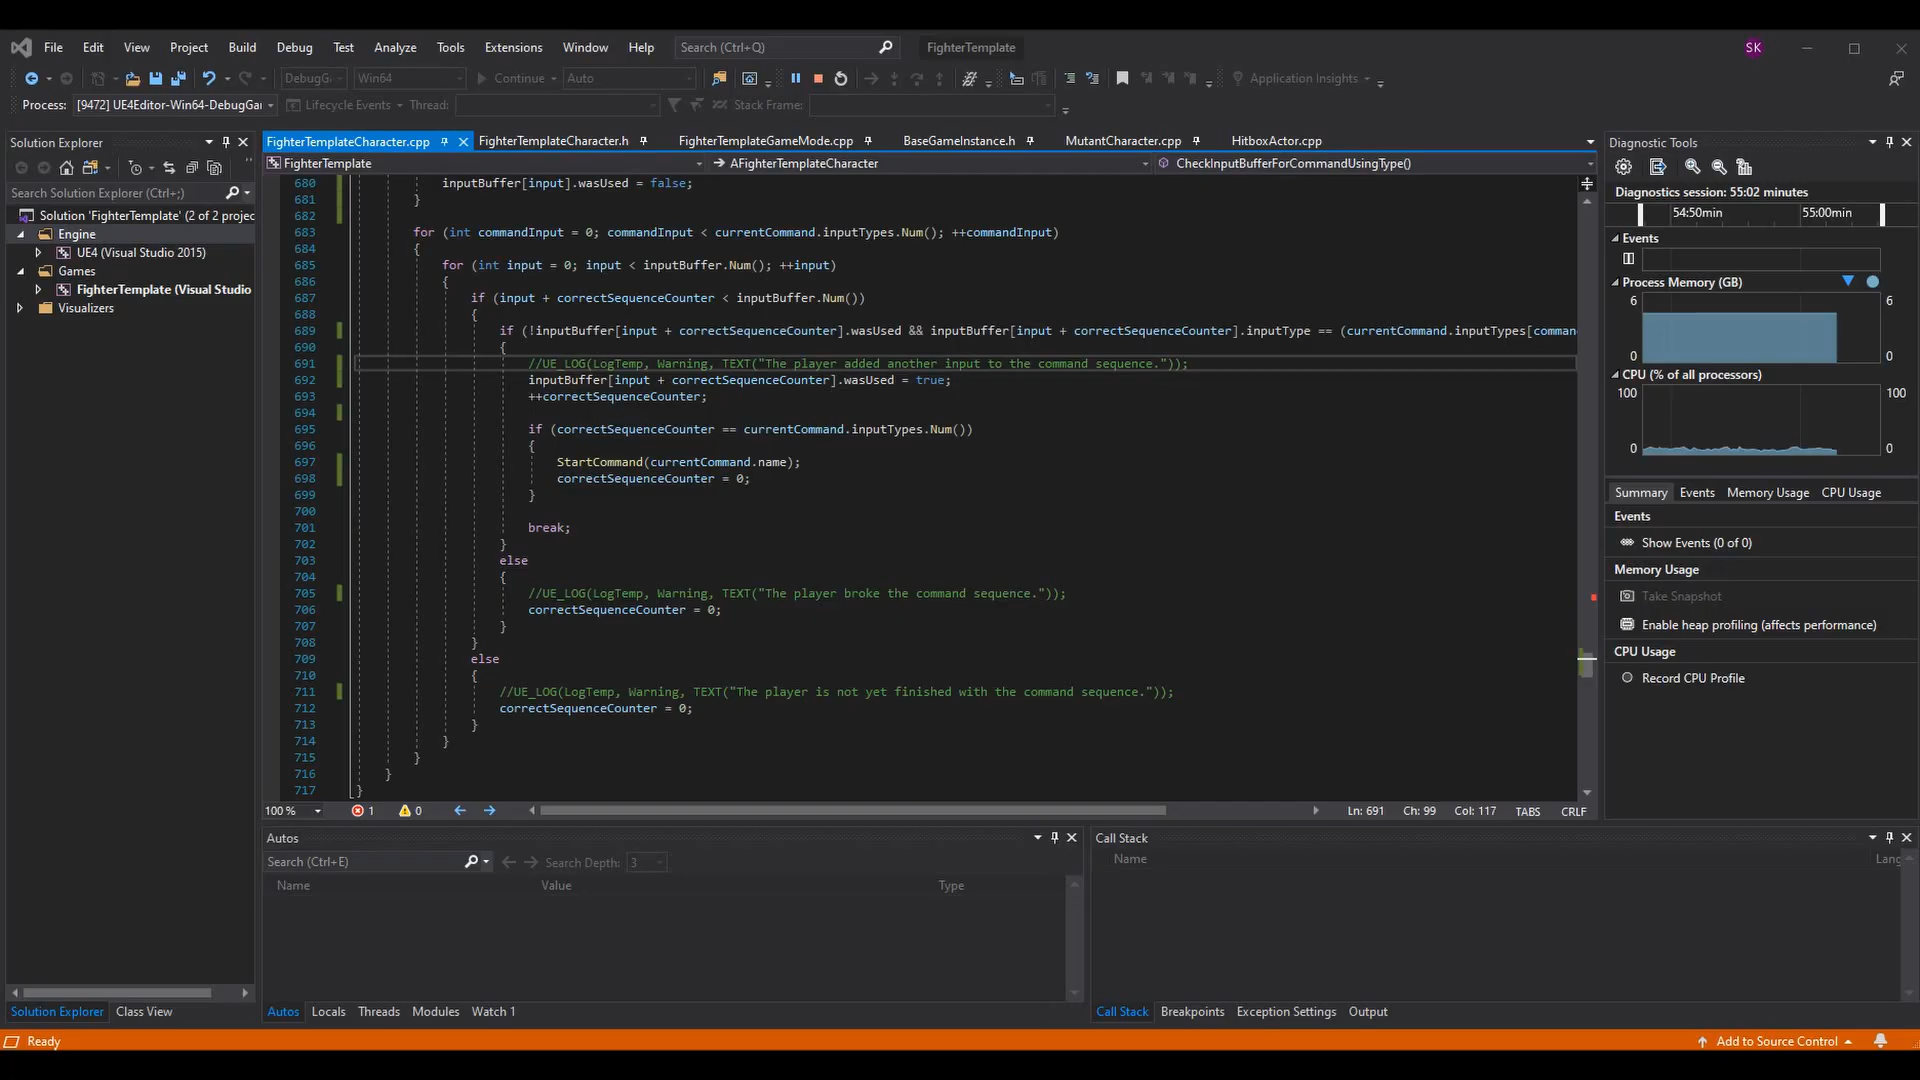 File Edit View Project Build Debug Test Analyze Tools Extensions Window Help Search (Ctrl+Q) FighterTemplate SK
DebugG Win64 Continue Auto Application Insights
Process: [9472] UE4Editor-Win64-DebugGar Lifecycle Events Thread: Stack Frame:
Solution Explorer
Search Solution Explorer (Ctrl+;)
Solution 'FighterTemplate' (2 of 2 projec
Engine
UE4 (Visual Studio 2015)
Games
FighterTemplate (Visual Studio
Visualizers
Solution Explorer Class View
FighterTemplateCharacter.cpp FighterTemplateCharacter.h FighterTemplateGameMode.cpp BaseGameInstance.h MutantCharacter.cpp HitboxActor.cpp
FighterTemplate AFighterTemplateCharacter CheckInputBufferForCommandUsingType()
680 inputBuffer[input].wasUsed = false;
681 }
682
683 for (int commandInput = 0; commandInput < currentCommand.inputTypes.Num(); ++commandInput)
684 {
685 for (int input = 0; input < inputBuffer.Num(); ++input)
686 {
687 if (input + correctSequenceCounter < inputBuffer.Num())
688 {
689 if (!inputBuffer[input + correctSequenceCounter].wasUsed && inputBuffer[input + correctSequenceCounter].inputType == (currentCommand.inputTypes[comman
690 {
691 //UE_LOG(LogTemp, Warning, TEXT("The player added another input to the command sequence."));
692 inputBuffer[input + correctSequenceCounter].wasUsed = true;
693 ++correctSequenceCounter;
694
695 if (correctSequenceCounter == currentCommand.inputTypes.Num())
696 {
697 StartCommand(currentCommand.name);
698 correctSequenceCounter = 0;
699 }
700
701 break;
702 }
703 else
704 {
705 //UE_LOG(LogTemp, Warning, TEXT("The player broke the command sequence."));
706 correctSequenceCounter = 0;
707 }
708 }
709 else
710 {
711 //UE_LOG(LogTemp, Warning, TEXT("The player is not yet finished with the command sequence."));
712 correctSequenceCounter = 0;
713 }
714 }
715 }
716 }
717 }
100 % 1 0 Ln: 691 Ch: 99 Col: 117 TABS CRLF
Autos
Search (Ctrl+E) Search Depth: 3
Name Value Type
Autos Locals Threads Modules Watch 1
Call Stack
Name Lang
Call Stack Breakpoints Exception Settings Output
Diagnostic Tools
Diagnostics session: 55:02 minutes
54:50min 55:00min
Events
Process Memory (GB)
6 6
0 0
CPU (% of all processors)
100 100
0 0
Summary Events Memory Usage CPU Usage
Events
Show Events (0 of 0)
Memory Usage
Take Snapshot
Enable heap profiling (affects performance)
CPU Usage
Record CPU Profile
Ready Add to Source Control